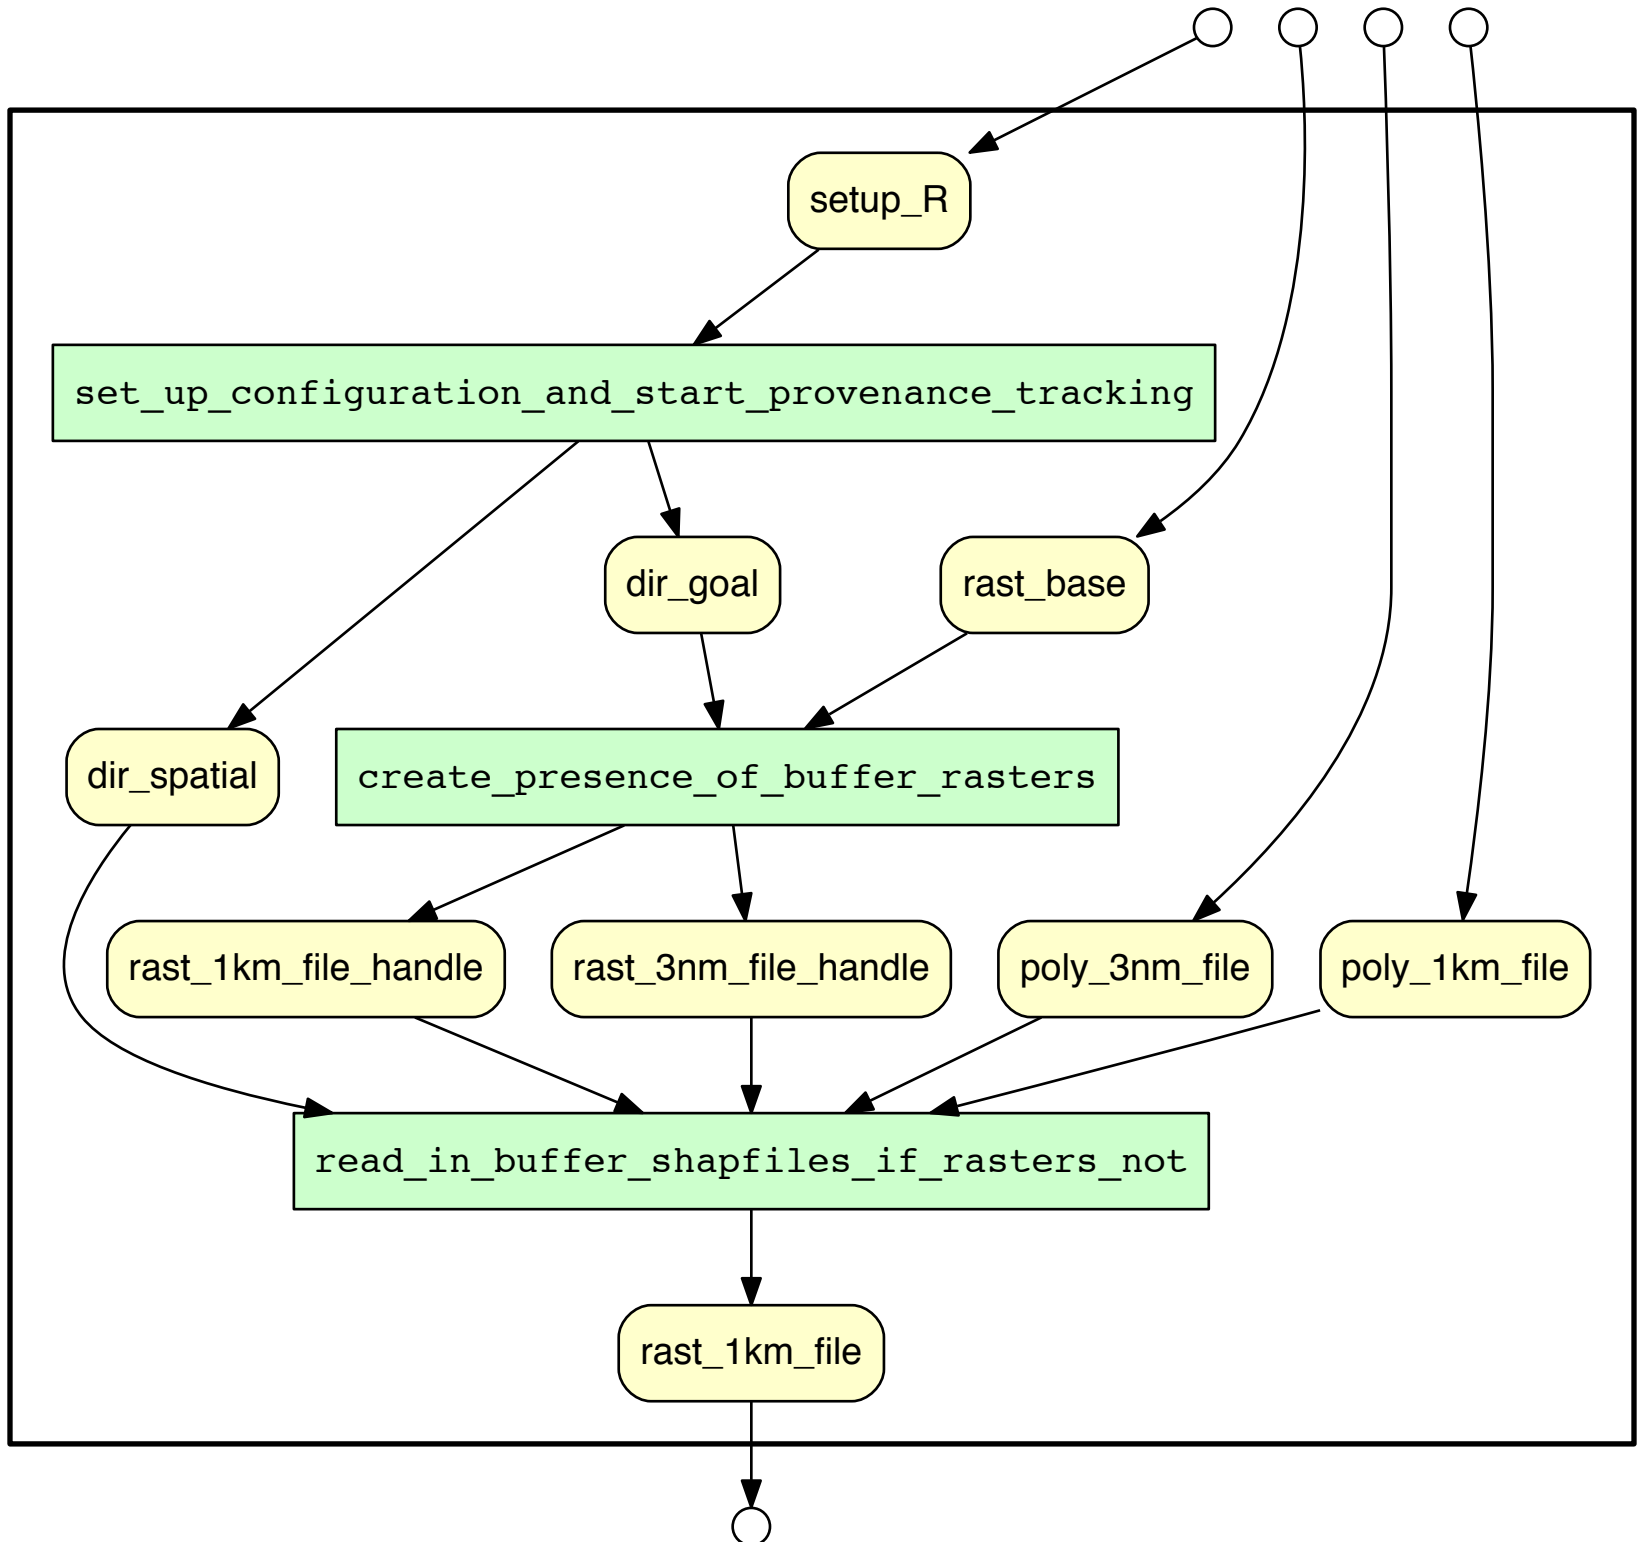 setup_R
set_up_configuration_and_start_provenance_tracking
dir_goal
rast_base
dir_spatial
create_presence_of_buffer_rasters
rast_1km_file_handle
rast_3nm_file_handle
poly_3nm_file
poly_1km_file
read_in_buffer_shapfiles_if_rasters_not
rast_1km_file